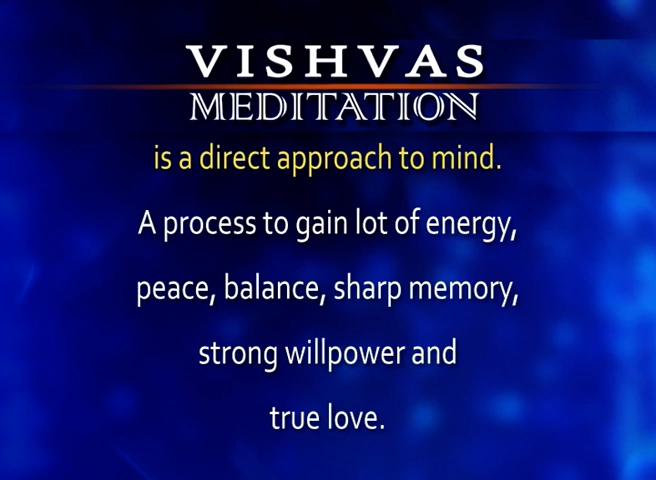 VISHVAS
MEDITATION
is a direct approach to mind.
A process to gain lot of energy,
peace, balance, sharp memory,
strong willpower and
true love.